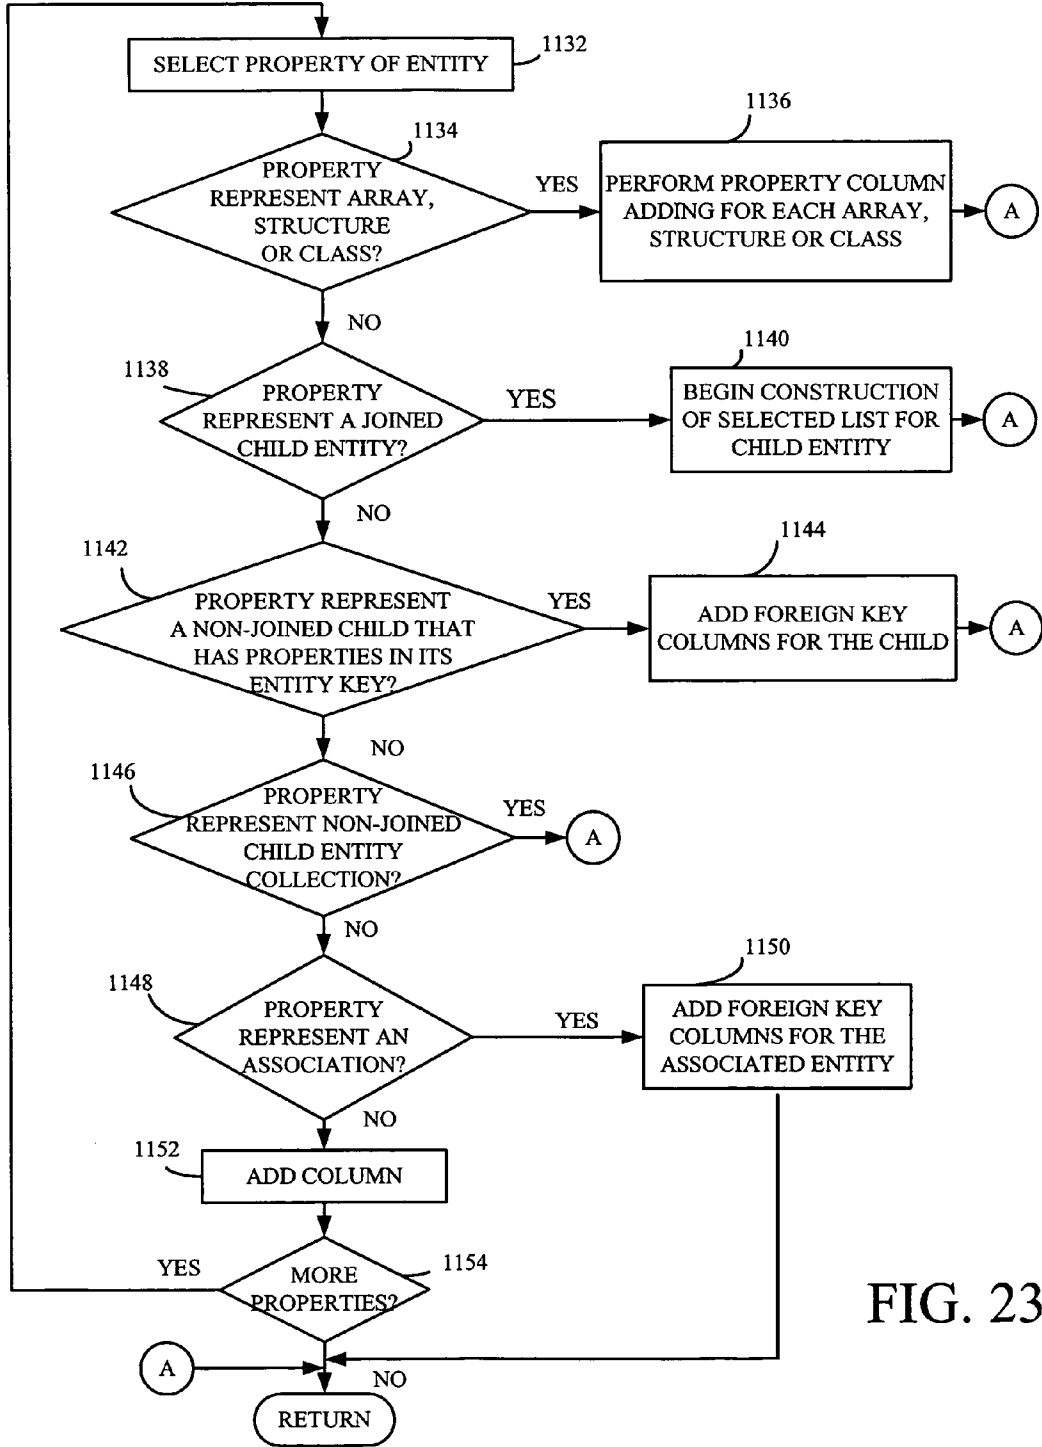 1132
SELECT PROPERTY OF ENTITY
1134
PROPERTY
REPRESENT ARRAY,
STRUCTURE
OR CLASS?
YES
1136
PERFORM PROPERTY COLUMN
ADDING FOR EACH ARRAY,
STRUCTURE OR CLASS
A
NO
1138
PROPERTY
REPRESENT A JOINED
CHILD ENTITY?
YES
1140
BEGIN CONSTRUCTION
OF SELECTED LIST FOR
CHILD ENTITY
A
NO
1142
PROPERTY REPRESENT
A NON-JOINED CHILD THAT
HAS PROPERTIES IN ITS
ENTITY KEY?
YES
1144
ADD FOREIGN KEY
COLUMNS FOR THE CHILD
A
NO
1146
PROPERTY
REPRESENT NON-JOINED
CHILD ENTITY
COLLECTION?
YES
A
NO
1148
PROPERTY
REPRESENT AN
ASSOCIATION?
YES
1150
ADD FOREIGN KEY
COLUMNS FOR THE
ASSOCIATED ENTITY
NO
1152
ADD COLUMN
YES
MORE
PROPERTIES?
1154
FIG. 23
A
NO
RETURN